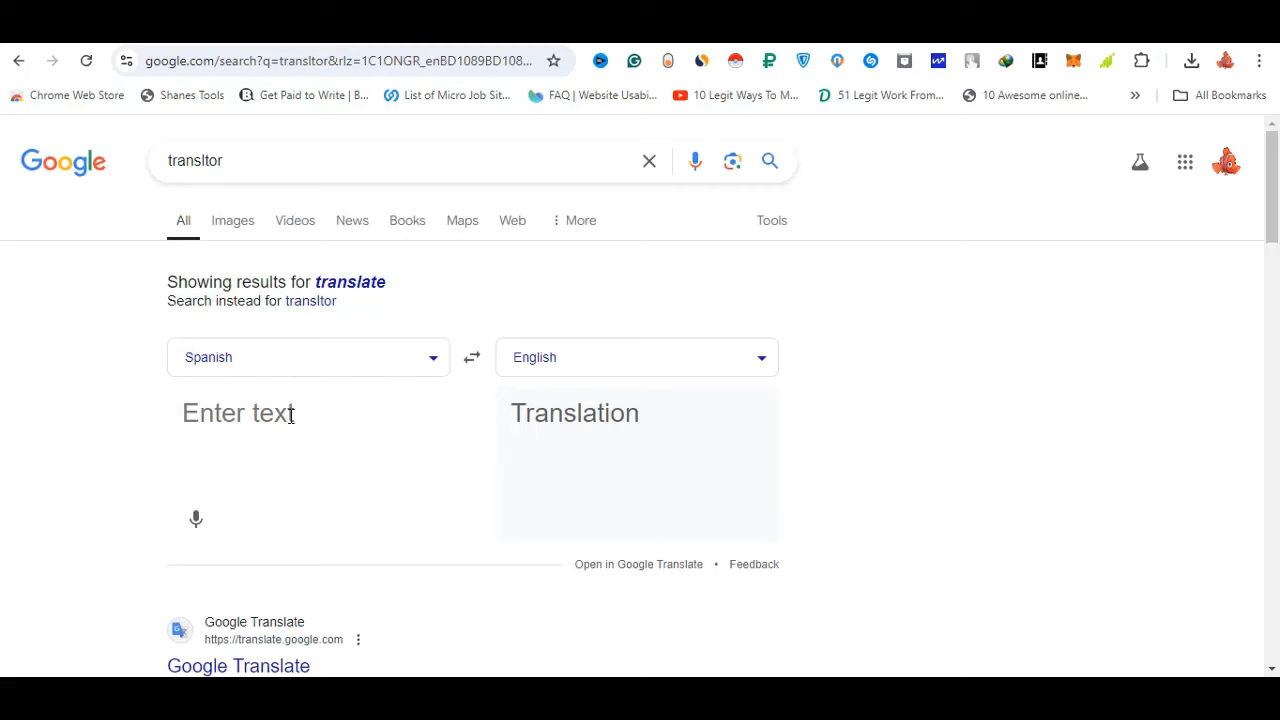 google.com/search?q=transltor&rlz=1C1ONGR_enBD1089BD108...
Chrome Web Store Shanes Tools Get Paid to Write | B... List of Micro Job Sit... FAQ | Website Usabi... 10 Legit Ways To M... 51 Legit Work From... 10 Awesome online... » All Bookmarks
Google transltor
All Images Videos News Books Maps Web More Tools
Showing results for translate
Search instead for transltor
Spanish English
Enter text Translation
Open in Google Translate • Feedback
Google Translate
https://translate.google.com
Google Translate